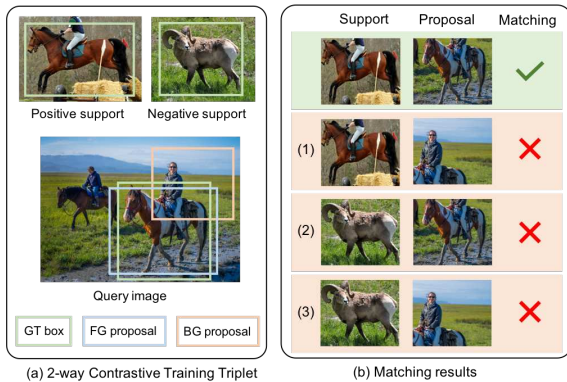 Positive support
Negative support
Query image
GT box
FG proposal
BG proposal
(a) 2-way Contrastive Training Triplet
Support Proposal Matching
(1)
(2)
(3)
(b) Matching results